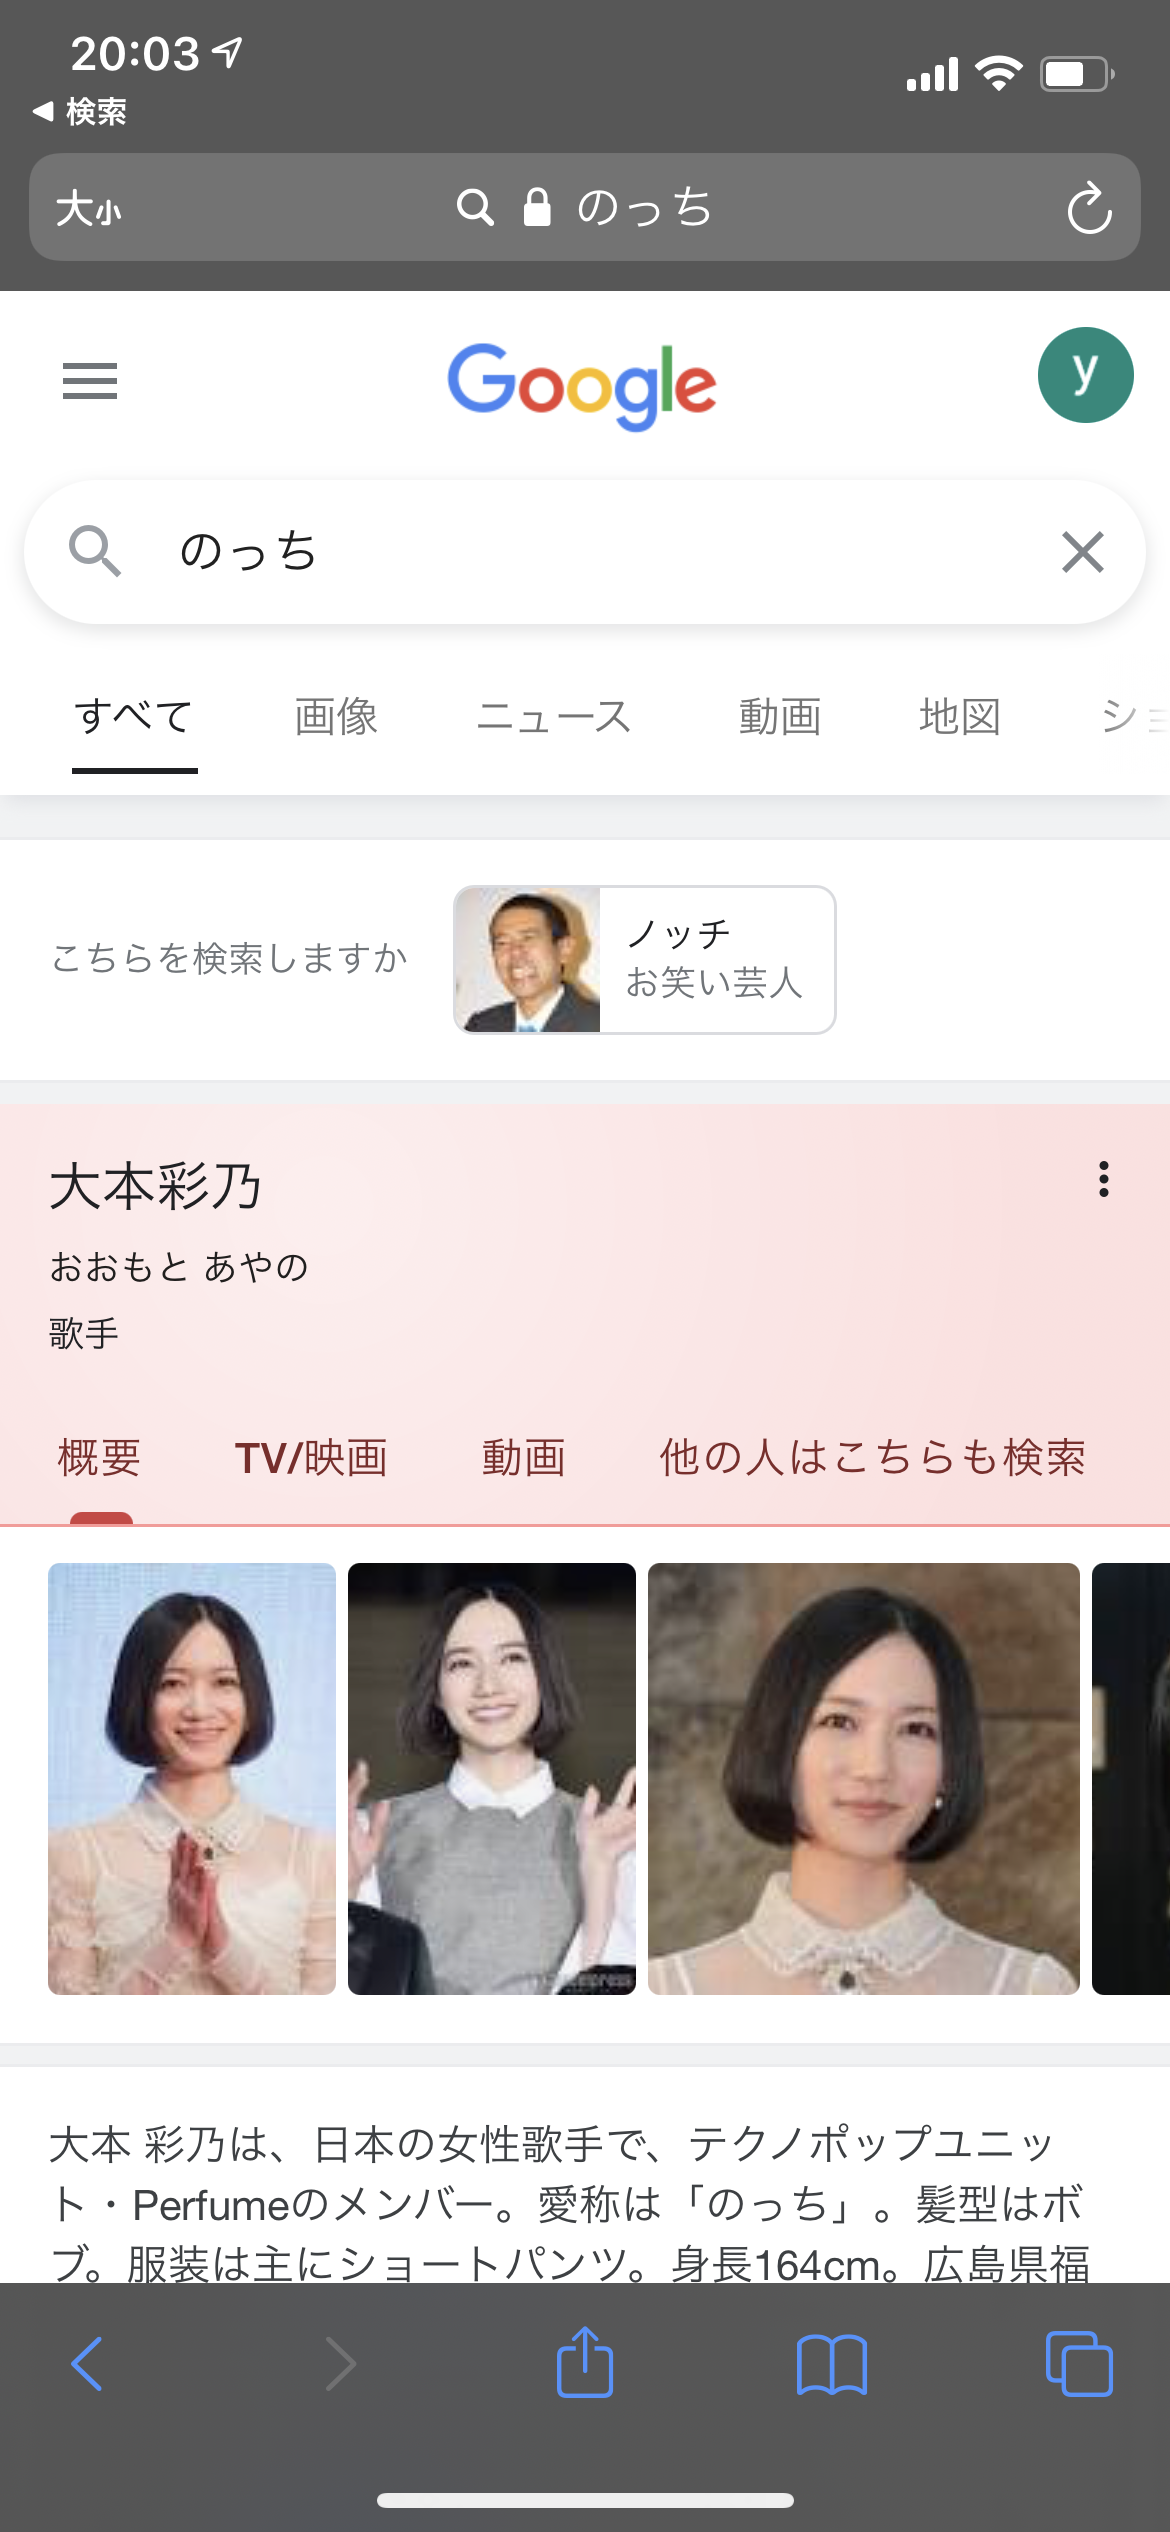 20:03
検索
大小
のっち
Google
y
のっち
すべて 画像 ニュース 動画 地図 ショ
こちらを検索しますか
ノッチ
お笑い芸人
大本彩乃
おおもと あやの
歌手
概要 TV/映画 動画 他の人はこちらも検索
大本 彩乃は、日本の女性歌手で、テクノポップユニッ
ト・Perfumeのメンバー。愛称は「のっち」。髪型はボ
ブ。服装は主にショートパンツ。身長164cm。広島県福